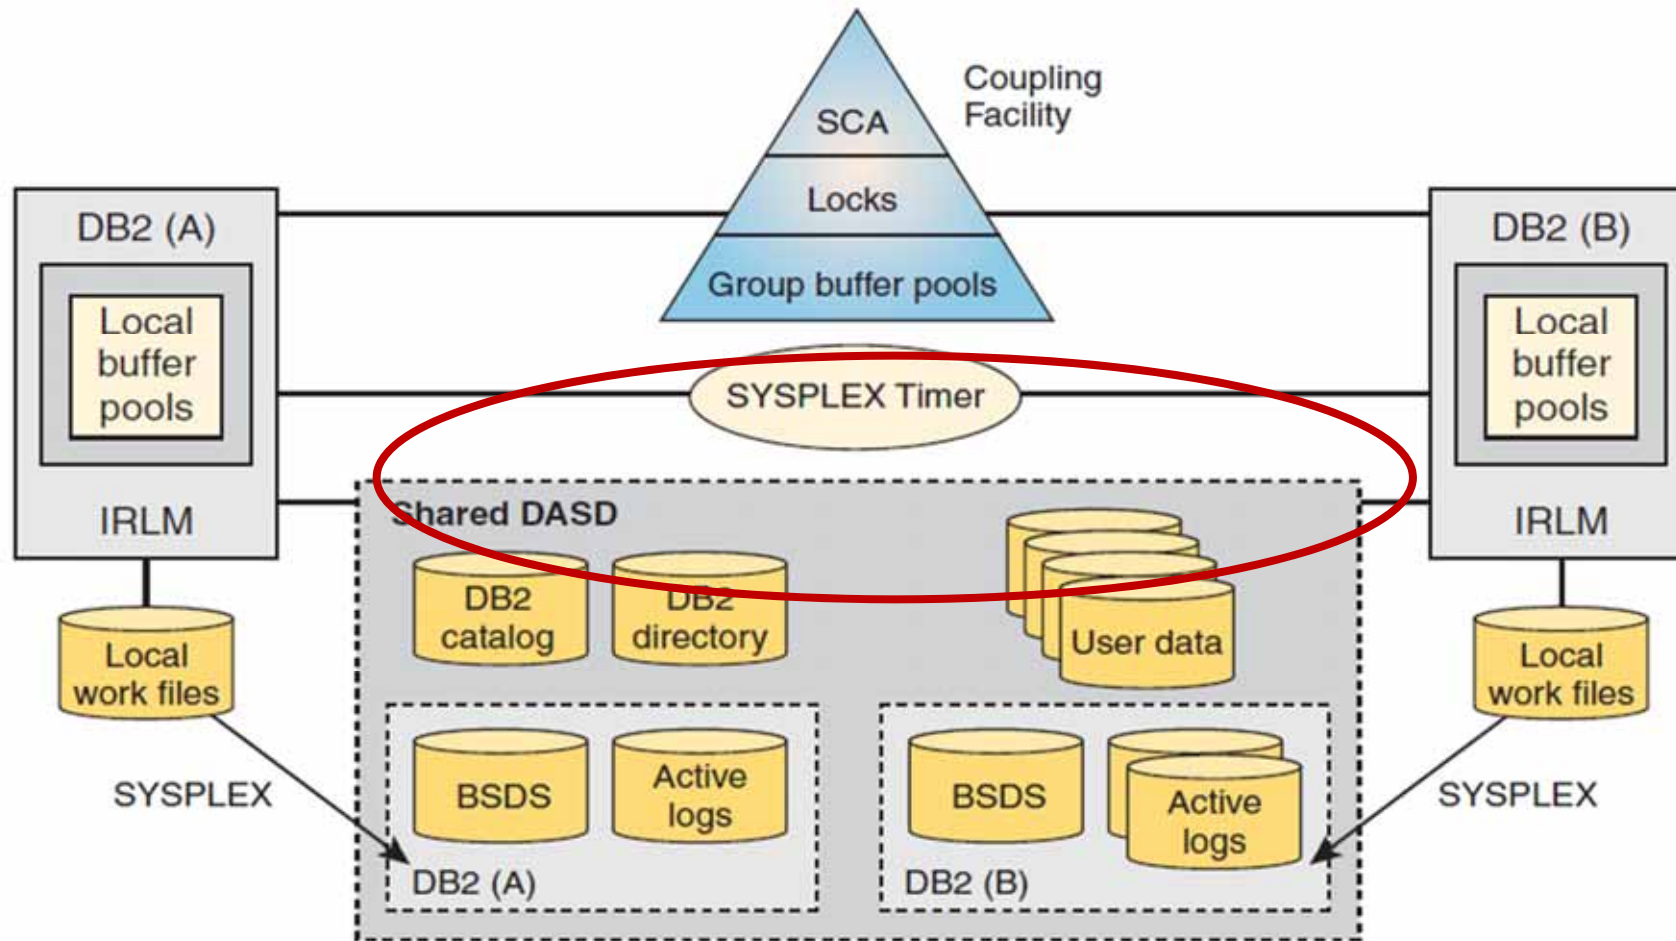 Coupling
Facility
SCA
Locks
Group buffer pools
DB2 (A)
Local
buffer
pools
IRLM
DB2 (B)
Local
buffer
pools
IRLM
SYSPLEX Timer
Shared DASD
DB2
catalog
DB2
directory
User data
Local
work files
Local
work files
SYSPLEX
SYSPLEX
BSDS
Active
logs
DB2 (A)
BSDS
Active
logs
DB2 (B)